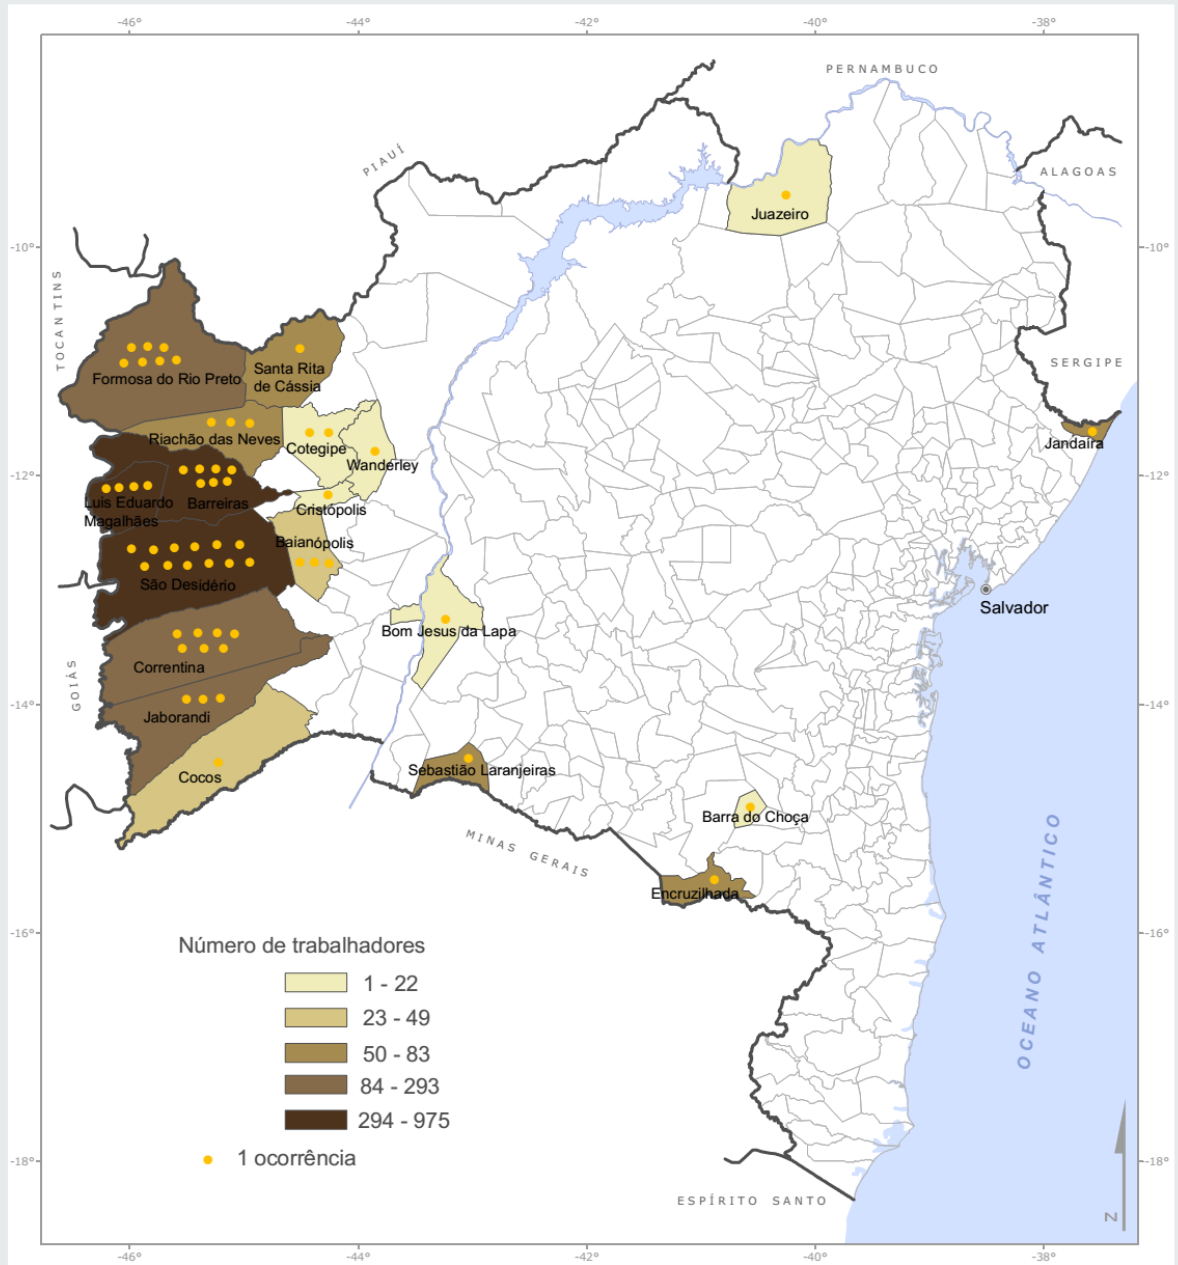 -46°
-44°
-42°
-40°
-38°
PERNAMBUCO
PIAUÍ
ALAGOAS
Juazeiro
-10°
-10°
TOCANTINS
SERGIPE
Formosa do Rio Preto
Santa Rita
de Cássia
Riachão das Neves
Cotegipe
Jandaíra
Wanderley
-12°
-12°
Luis Eduardo
Magalhães
Barreiras
Cristópolis
Baianópolis
São Desidério
Salvador
Bom Jesus da Lapa
GOIÁS
Correntina
-14°
-14°
Jaborandi
Cocos
Sebastião Laranjeiras
Barra do Choça
MINAS GERAIS
Encruzilhada
OCEANO ATLÂNTICO
-16°
-16°
Número de trabalhadores
1 - 22
23 - 49
50 - 83
84 - 293
294 - 975
1 ocorrência
-18°
-18°
ESPÍRITO SANTO
N
-46°
-44°
-42°
-40°
-38°